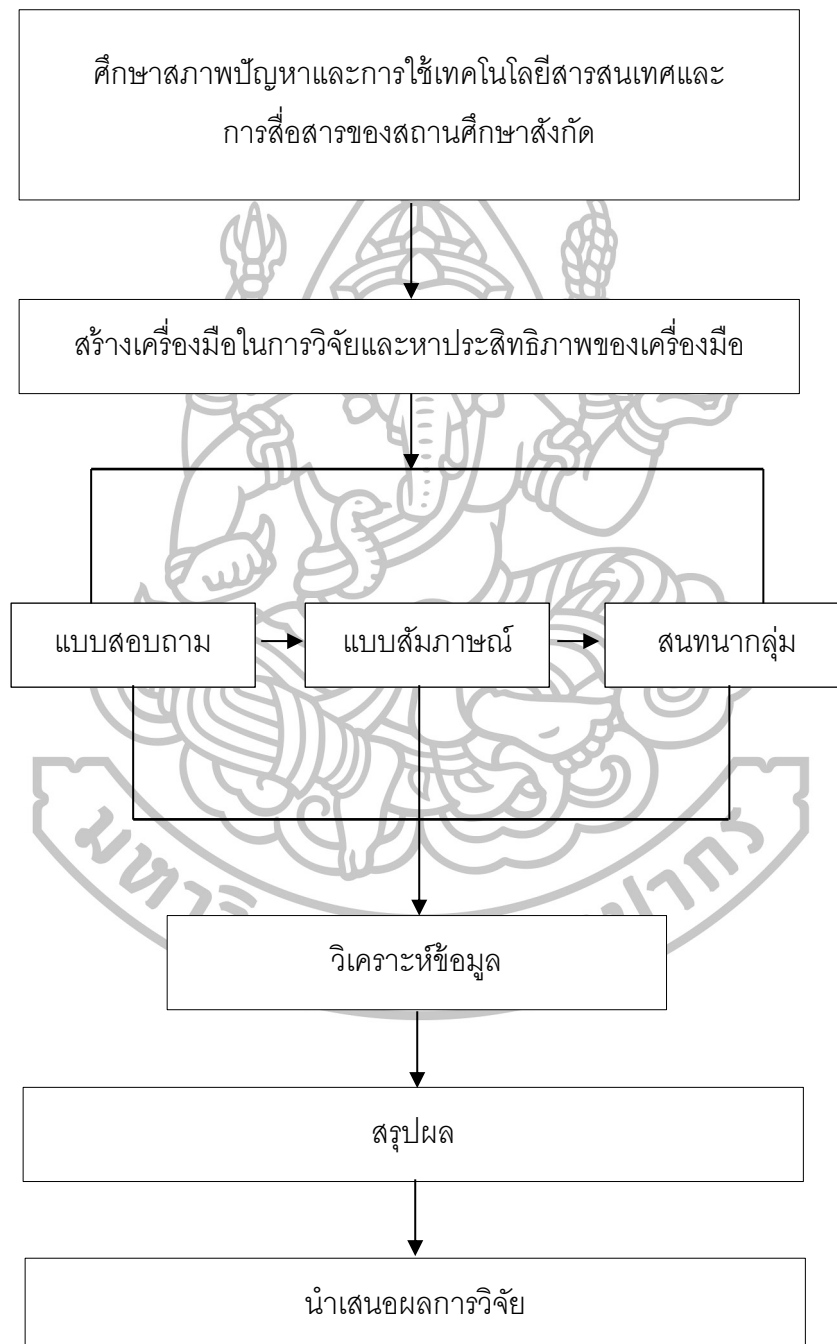 ศึกษาสภาพปัญหาและการใช้เทคโนโลยีสารสนเทศและ
การสื่อสารของสถานศึกษาสังกัด
สร้างเครื่องมือในการวิจัยและหาประสิทธิภาพของเครื่องมือ
แบบสอบถาม
แบบสัมภาษณ์
สนทนากลุ่ม
วิเคราะห์ข้อมูล
สรุปผล
นำเสนอผลการวิจัย